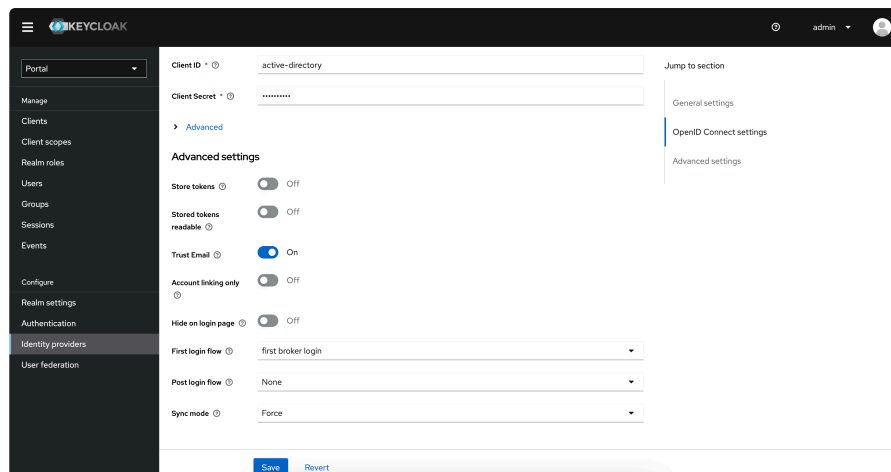 KEYCLOAK
admin
Portal
Manage
Clients
Client scopes
Realm roles
Users
Groups
Sessions
Events
Configure
Realm settings
Authentication
Identity providers
User federation
Client ID *
active-directory
Client Secret *
••••••••••
Advanced
Advanced settings
Store tokens
Off
Stored tokens
readable
Off
Trust Email
On
Account linking only
Off
Hide on login page
Off
First login flow
first broker login
Post login flow
None
Sync mode
Force
Save
Revert
Jump to section
General settings
OpenID Connect settings
Advanced settings